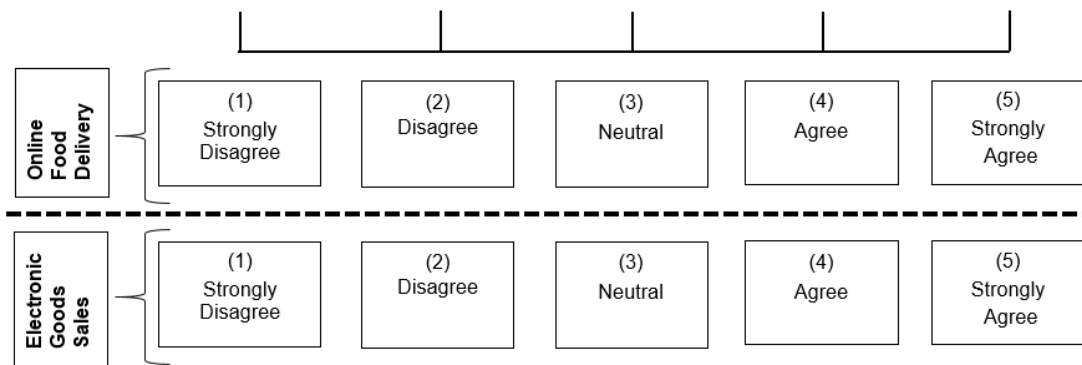 Online
Food
Delivery
(1)
Strongly
Disagree
(2)
Disagree
(3)
Neutral
(4)
Agree
(5)
Strongly
Agree
Electronic
Goods
Sales
(1)
Strongly
Disagree
(2)
Disagree
(3)
Neutral
(4)
Agree
(5)
Strongly
Agree